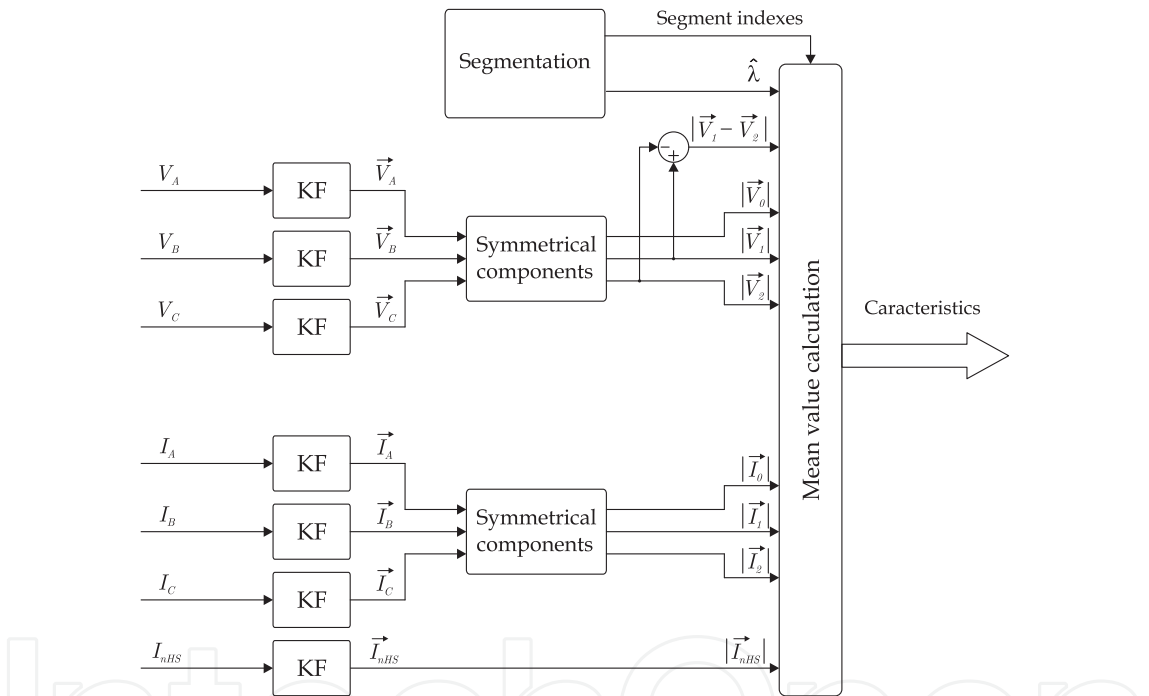 Segment indexes
Segmentation
λ̂
|V⃗₁ − V⃗₂|
−
+
V_A
KF
V⃗_A
|V⃗₀|
V_B
KF
V⃗_B
Symmetrical
components
|V⃗₁|
V_C
KF
V⃗_C
|V⃗₂|
Mean value calculation
Caracteristics
I_A
KF
I⃗_A
|I⃗₀|
I_B
KF
I⃗_B
Symmetrical
components
|I⃗₁|
I_C
KF
I⃗_C
|I⃗₂|
I_nHS
KF
I⃗_nHS
|I⃗_nHS|